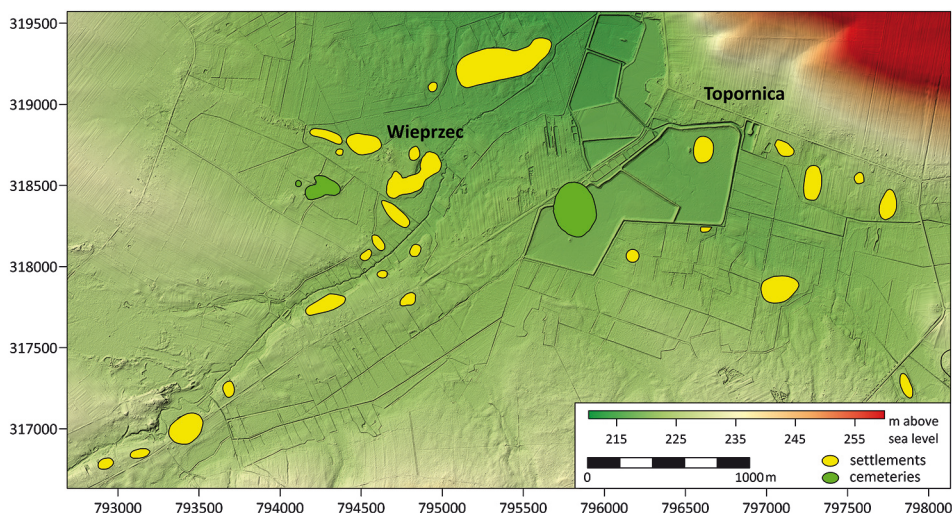 319500
319000
318500
318000
317500
317000
Topornica
Wieprzec
215 225 235 245 255
m above
sea level
0 1000 m
settlements
cemeteries
793000 793500 794000 794500 795000 795500 796000 796500 797000 797500 798000